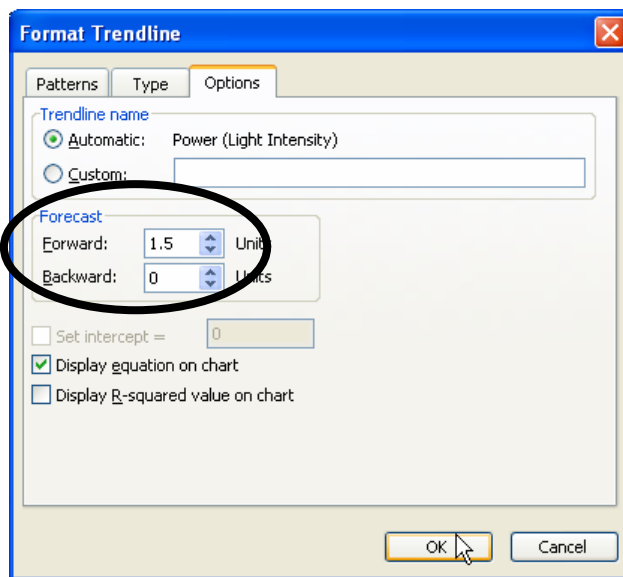 Format Trendline
Patterns Type Options
Trendline name
Automatic: Power (Light Intensity)
Custom:
Forecast
Forward: 1.5 Units
Backward: 0 Units
Set intercept = 0
Display equation on chart
Display R-squared value on chart
OK Cancel